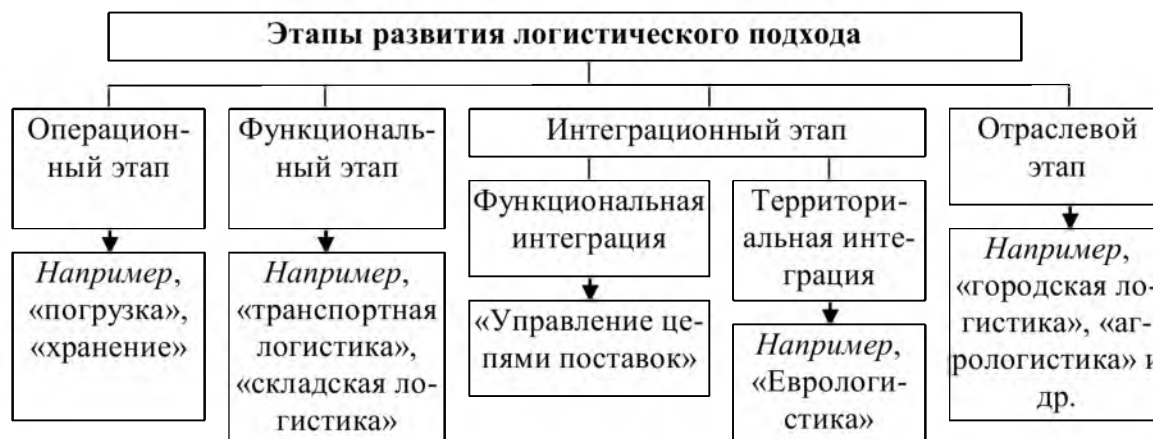 Этапы развития логистического подхода
Операцион-
ный этап
Функциональ-
ный этап
Интеграционный этап
Отраслевой
этап
Функциональная
интеграция
Территори-
альная инте-
грация
Например,
«погрузка»,
«хранение»
Например,
«транспортная
логистика»,
«складская ло-
гистика»
«Управление це-
пями поставок»
Например,
«Еврологи-
стика»
Например,
«городская ло-
гистика», «аг-
рологистика» и
др.